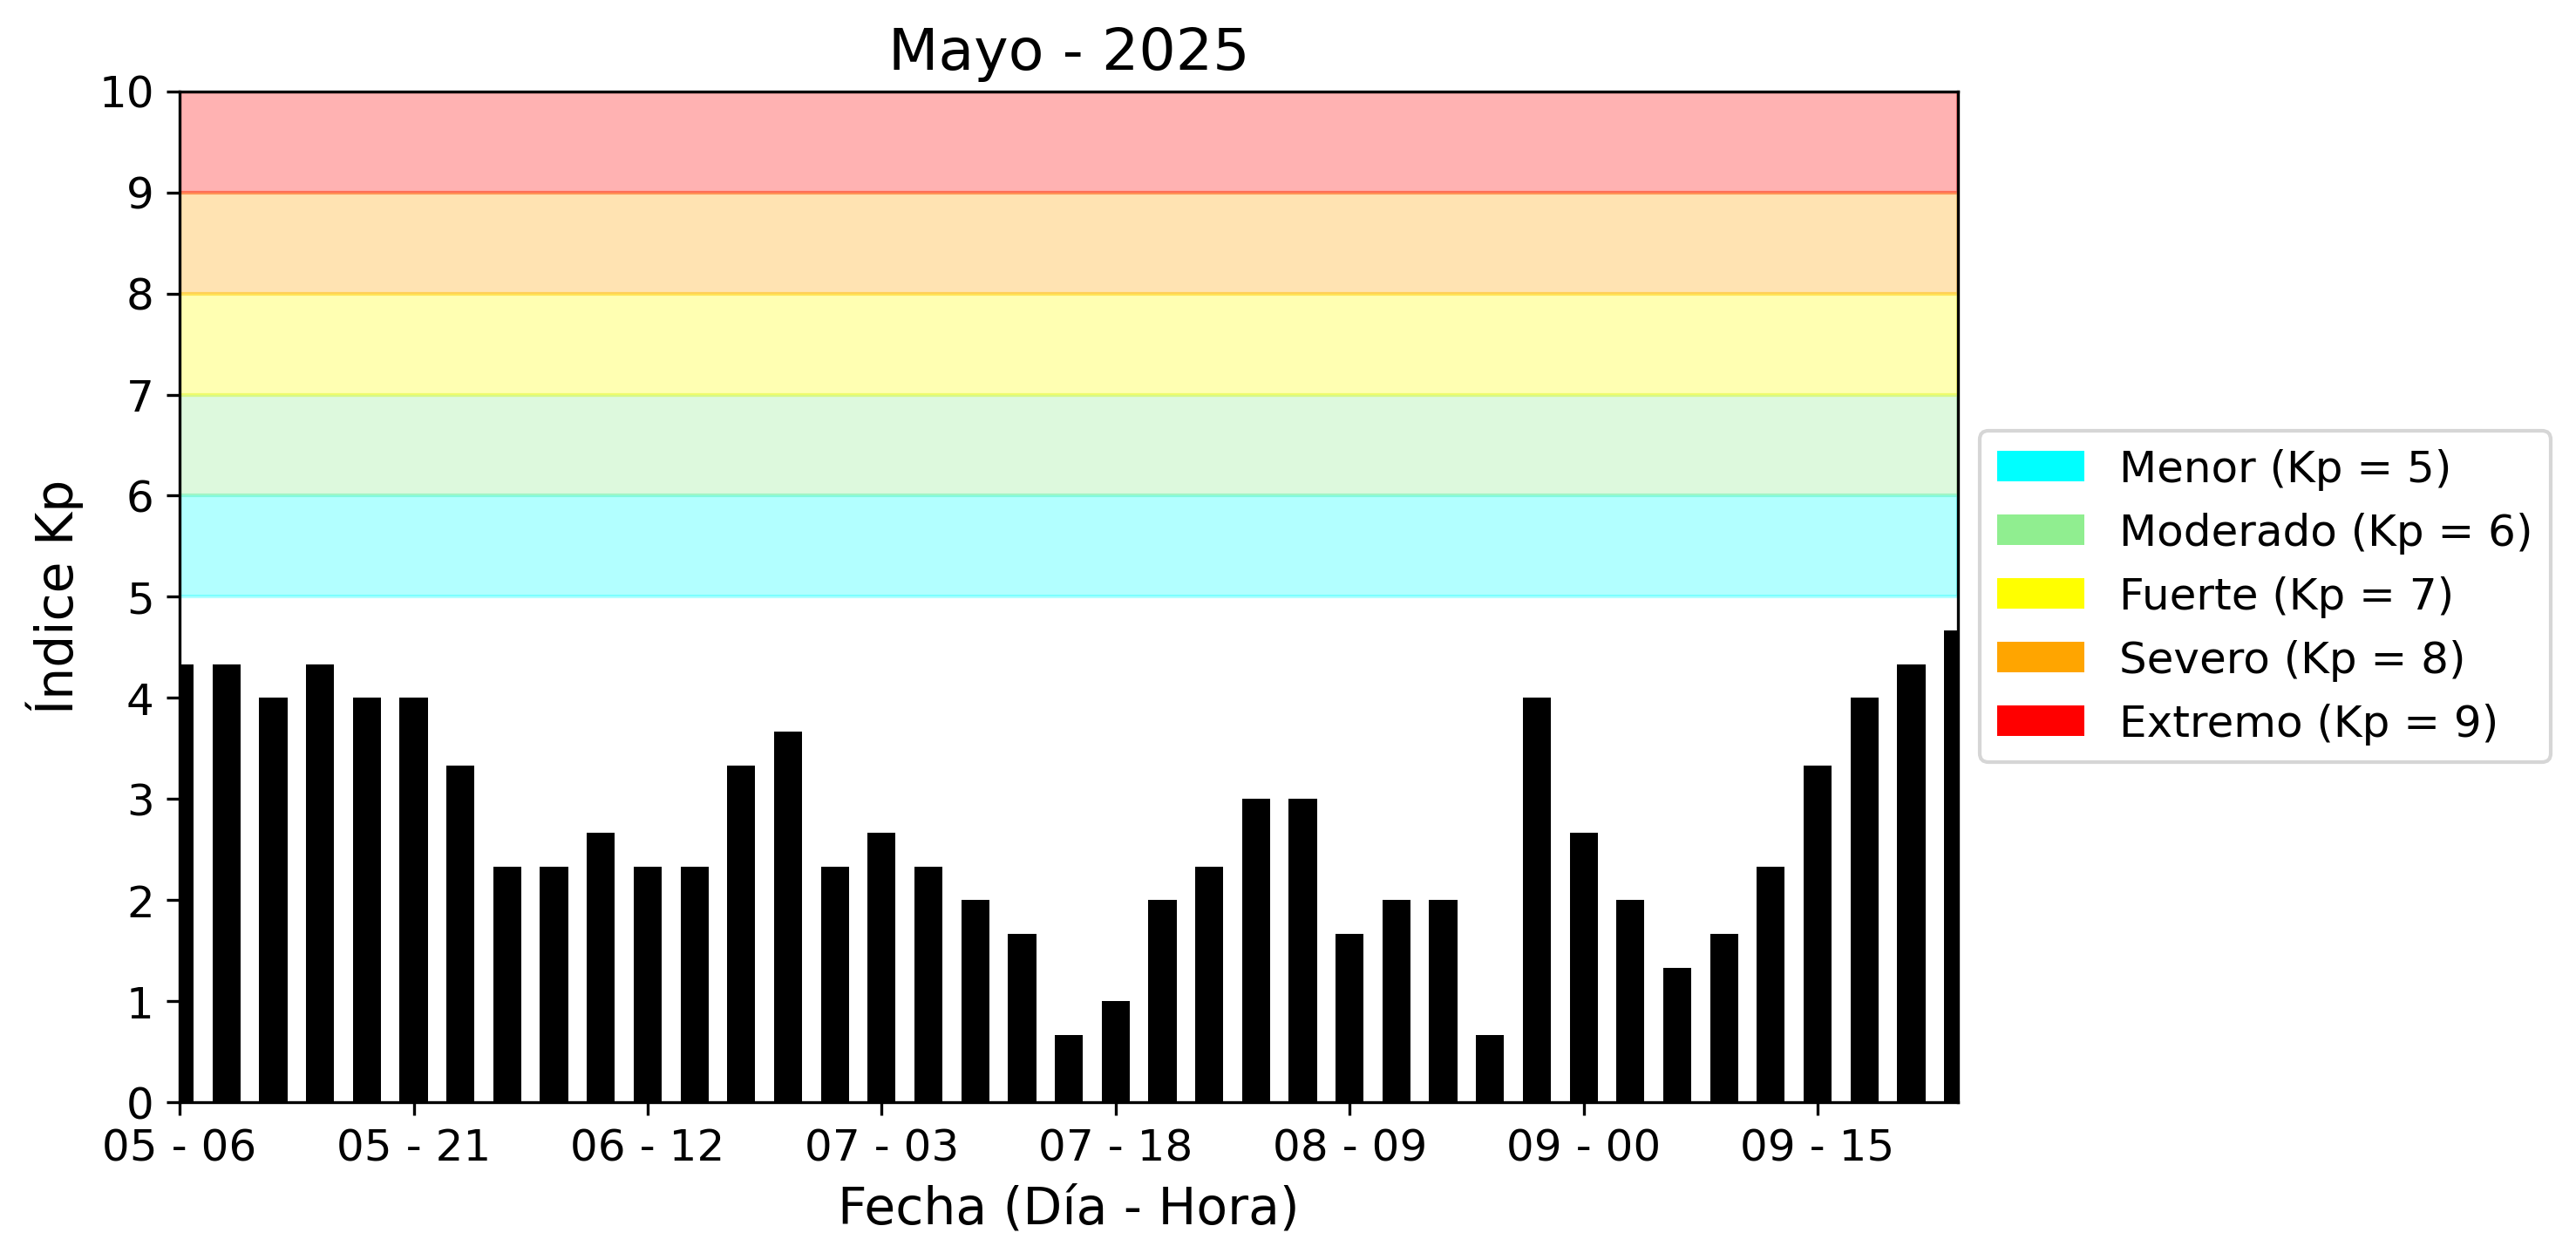 Mayo - 2025
10
9
8
7
6
5
4
3
2
1
0
Índice Kp
05 - 06 05 - 21 06 - 12 07 - 03 07 - 18 08 - 09 09 - 00 09 - 15
Fecha (Día - Hora)
Menor (Kp = 5)
Moderado (Kp = 6)
Fuerte (Kp = 7)
Severo (Kp = 8)
Extremo (Kp = 9)